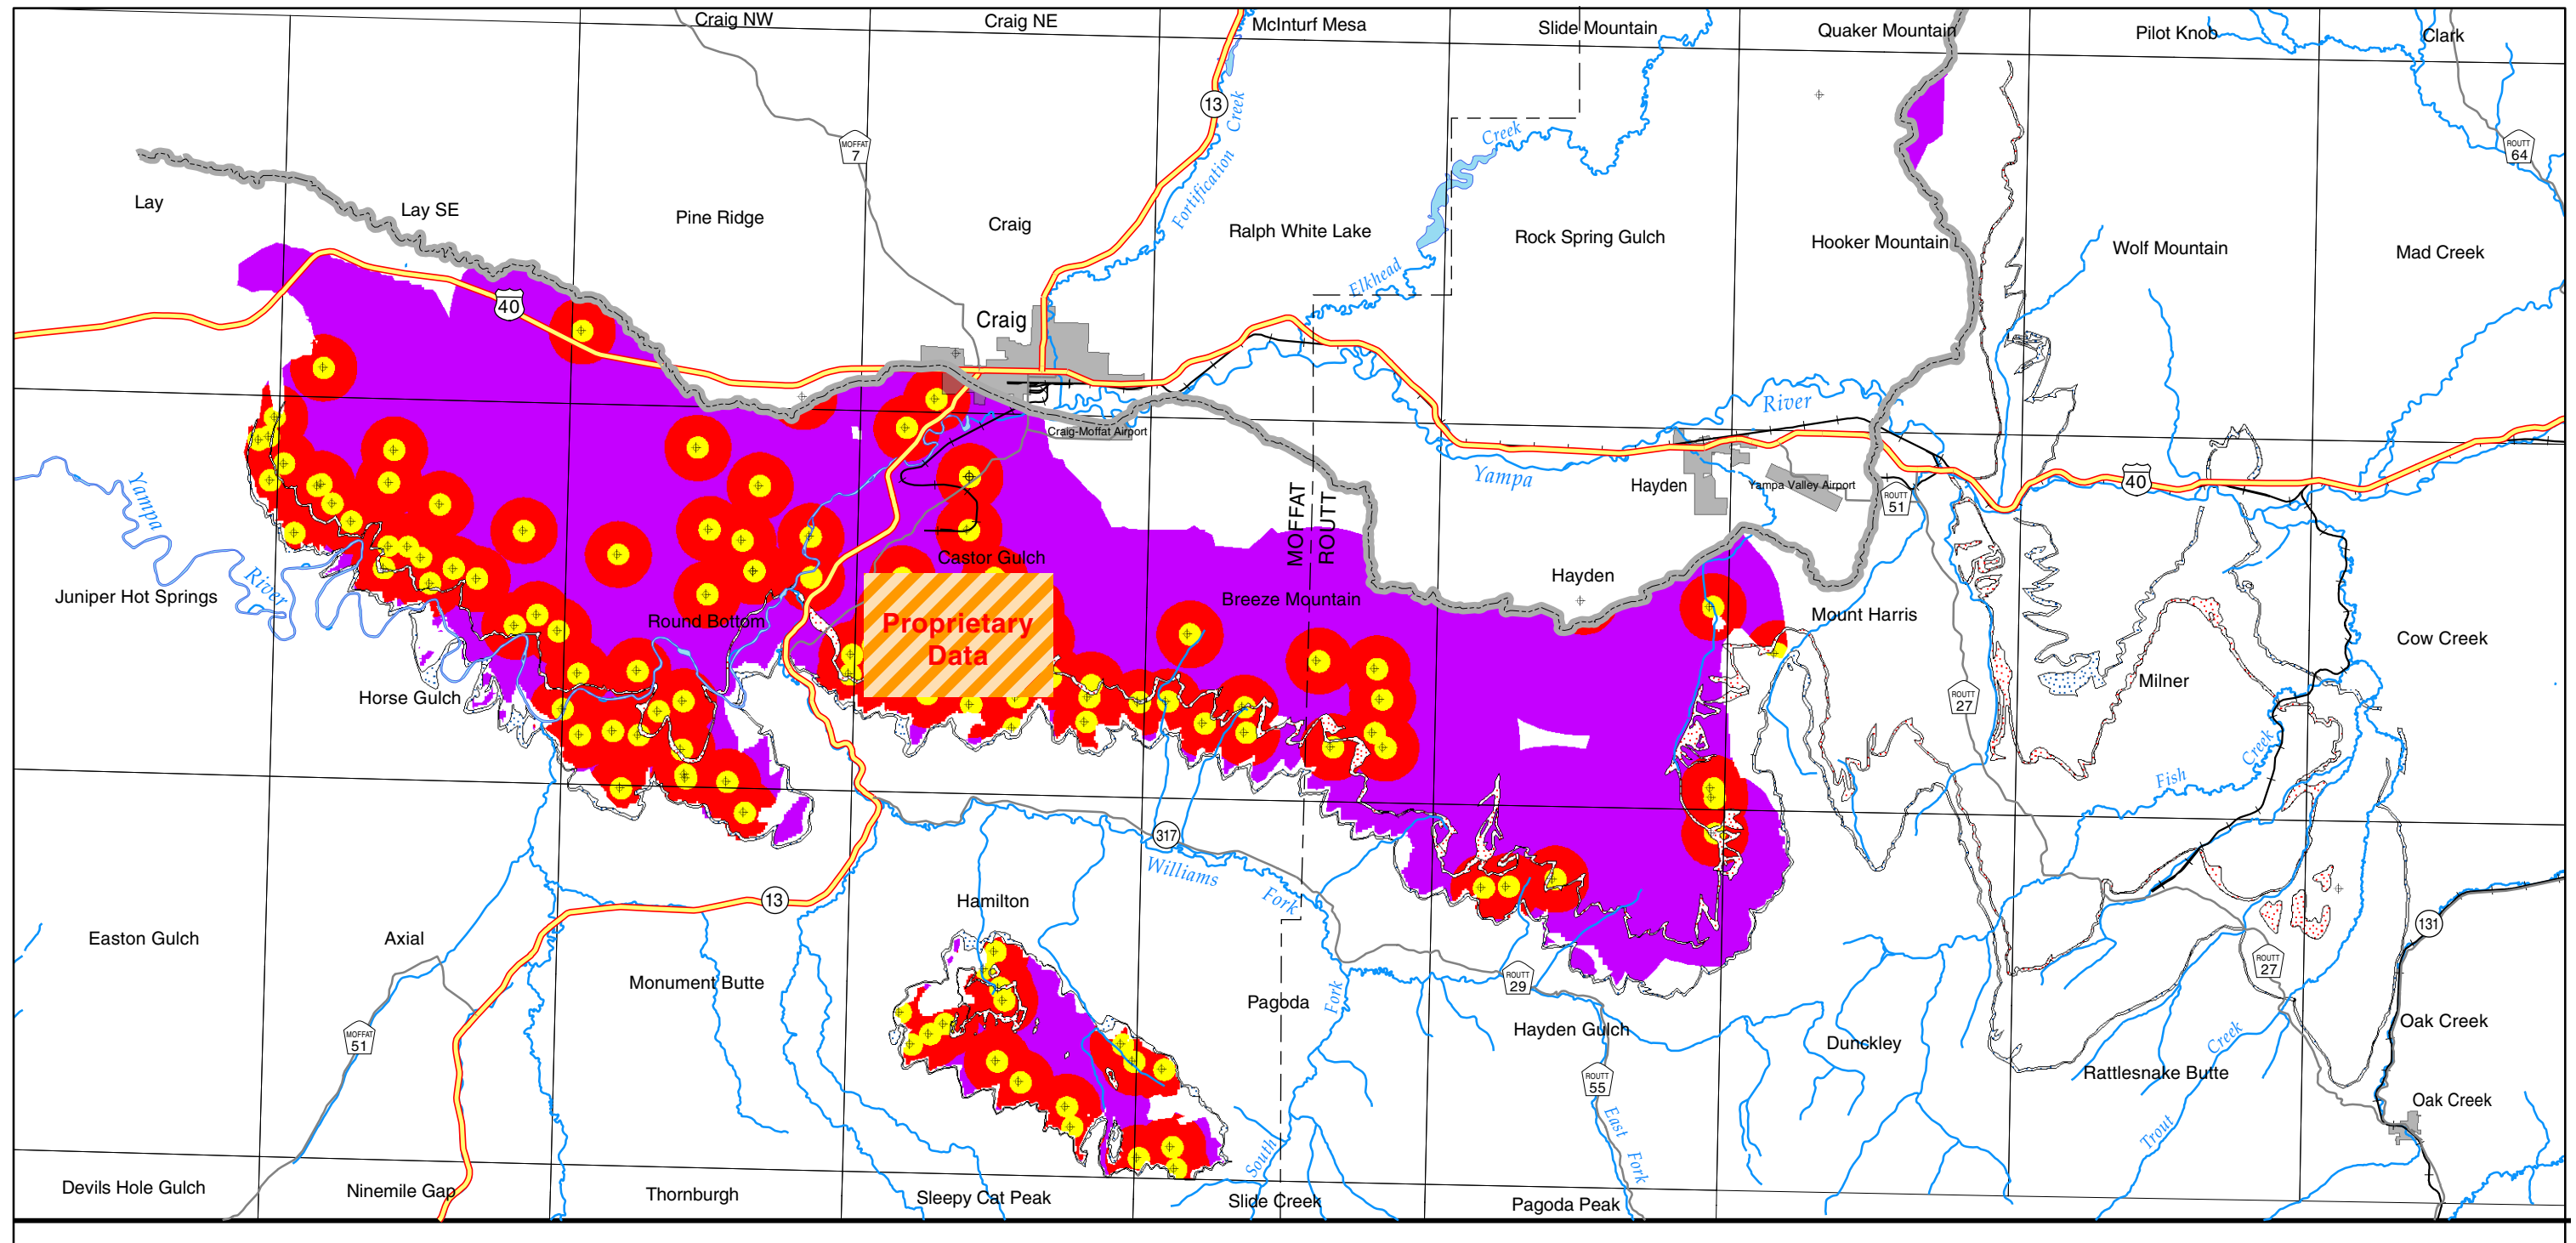 Craig NW
Craig NE
McInturf Mesa
Slide Mountain
Quaker Mountain
Pilot Knob
Clark
13
Fortification Creek
MOFFAT
7
Creek
ROUTT
64
Lay
Lay SE
Pine Ridge
Craig
Ralph White Lake
Rock Spring Gulch
Hooker Mountain
Wolf Mountain
Mad Creek
Elkhead
40
Craig
River
Craig-Moffat Airport
Yampa
Hayden
Yampa Valley Airport
ROUTT
51
40
Yampa
River
MOFFAT
ROUTT
Castor Gulch
Hayden
Juniper Hot Springs
Round Bottom
Proprietary
Data
Breeze Mountain
Mount Harris
Cow Creek
Horse Gulch
ROUTT
27
Milner
Fish
Creek
317
Williams
Fork
13
Hamilton
131
Easton Gulch
Axial
Monument Butte
Pagoda
Fork
ROUTT
29
Hayden Gulch
Dunckley
ROUTT
27
Oak Creek
MOFFAT
51
Creek
Rattlesnake Butte
ROUTT
55
Oak Creek
East
Fork
Trout
South
Devils Hole Gulch
Ninemile Gap
Thornburgh
Sleepy Cat Peak
Slide Creek
Pagoda Peak